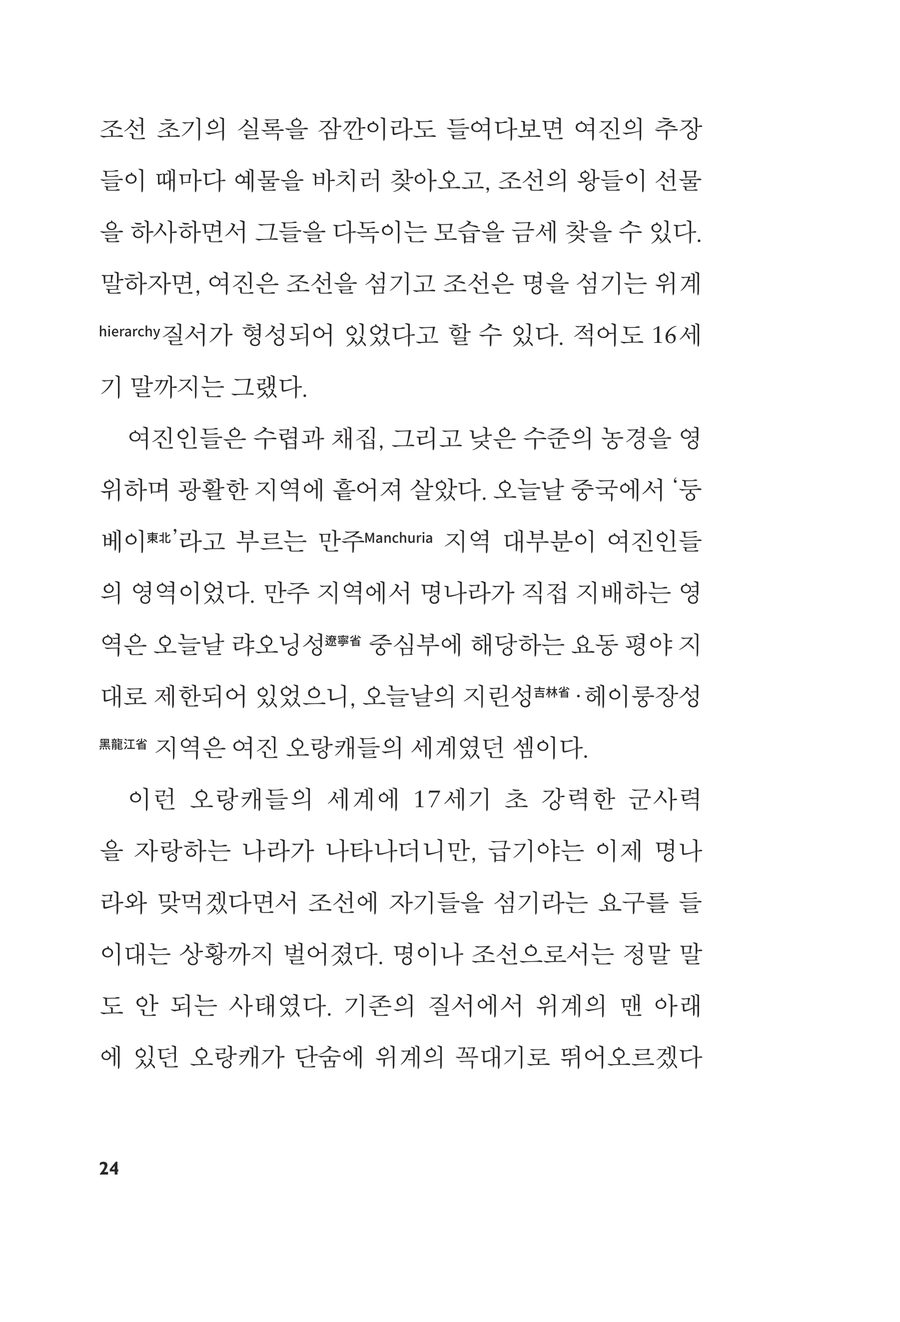 조선 초기의 실록을 잠깐이라도 들여다보면 여진의 추장
들이 때마다 예물을 바치러 찾아오고, 조선의 왕들이 선물
을 하사하면서 그들을 다독이는 모습을 금세 찾을 수 있다.
말하자면, 여진은 조선을 섬기고 조선은 명을 섬기는 위계
hierarchy질서가 형성되어 있었다고 할 수 있다. 적어도 16세
기 말까지는 그랬다.
여진인들은 수렵과 채집, 그리고 낮은 수준의 농경을 영
위하며 광활한 지역에 흩어져 살았다. 오늘날 중국에서 ‘둥
베이東北’라고 부르는 만주Manchuria 지역 대부분이 여진인들
의 영역이었다. 만주 지역에서 명나라가 직접 지배하는 영
역은 오늘날 랴오닝성遼寧省 중심부에 해당하는 요동 평야 지
대로 제한되어 있었으니, 오늘날의 지린성吉林省·헤이룽장성
黑龍江省 지역은 여진 오랑캐들의 세계였던 셈이다.
이런 오랑캐들의 세계에 17세기 초 강력한 군사력
을 자랑하는 나라가 나타나더니만, 급기야는 이제 명나
라와 맞먹겠다면서 조선에 자기들을 섬기라는 요구를 들
이대는 상황까지 벌어졌다. 명이나 조선으로서는 정말 말
도 안 되는 사태였다. 기존의 질서에서 위계의 맨 아래
에 있던 오랑캐가 단숨에 위계의 꼭대기로 뛰어오르겠다
24